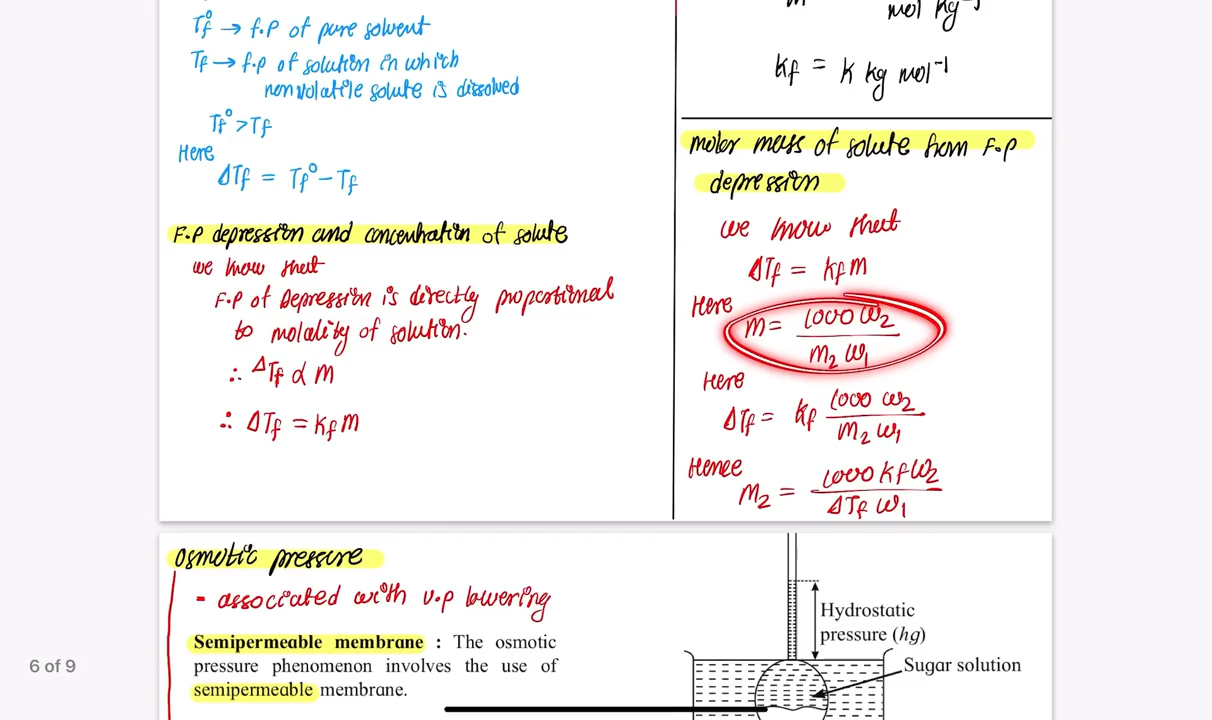 Tf° → f.p of pure solvent
Tf → f.p of solution in which
nonvolatile solute is dissolved
Tf° > Tf
Here
ΔTf = Tf° − Tf
F.P depression and concentration of solute
we know that
F.P of Depression is directly proportional
to molality of solution.
∴ ΔTf ∝ m
∴ ΔTf = Kf m
mol kg⁻¹
Kf = K kg mol⁻¹
molar mass of solute from F.P
depression
we know that
ΔTf = Kf m
Here
m = 1000 W₂ / M₂ W₁
Here
ΔTf = Kf 1000 W₂ / M₂ W₁
Hence
M₂ = 1000 Kf W₂ / ΔTf W₁
Osmotic pressure
- associated with v.p lowering
Semipermeable membrane : The osmotic
pressure phenomenon involves the use of
semipermeable membrane.
Hydrostatic
pressure (hg)
Sugar solution
6 of 9